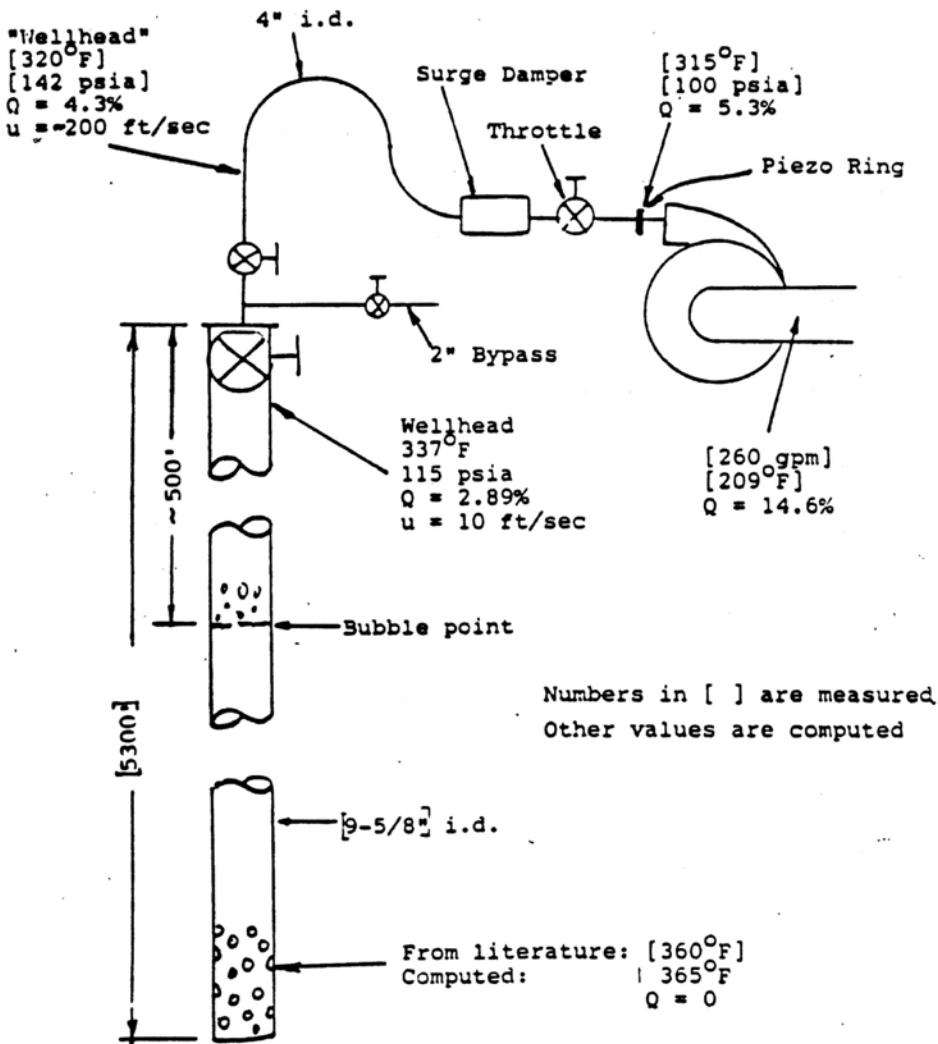 4" i.d.
"Wellhead"
[320°F]
[142 psia]
Q = 4.3%
u =~200 ft/sec
Surge Damper
Throttle
[315°F]
[100 psia]
Q = 5.3%
Piezo Ring
2" Bypass
Wellhead
337°F
115 psia
Q = 2.89%
u = 10 ft/sec
[260 gpm]
[209°F]
Q = 14.6%
~500'
Bubble point
Numbers in [ ] are measured
Other values are computed
[5300']
[9-5/8"] i.d.
From literature: [360°F]
Computed: 365°F
Q = 0